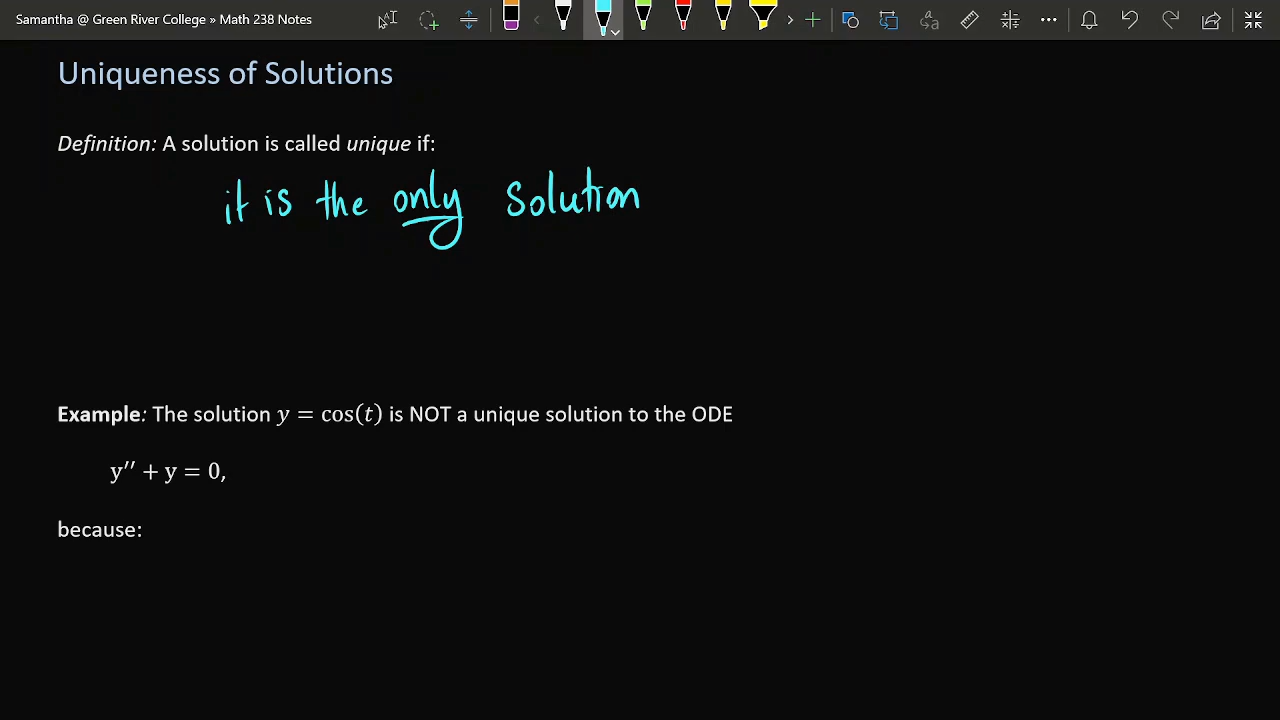 Samantha @ Green River College » Math 238 Notes
Uniqueness of Solutions
Definition: A solution is called unique if:
it is the only solution
Example: The solution y = cos(t) is NOT a unique solution to the ODE
y′′ + y = 0,
because: